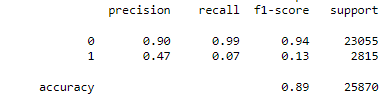 precision recall f1-score support
0 0.90 0.99 0.94 23055
1 0.47 0.07 0.13 2815
accuracy 0.89 25870